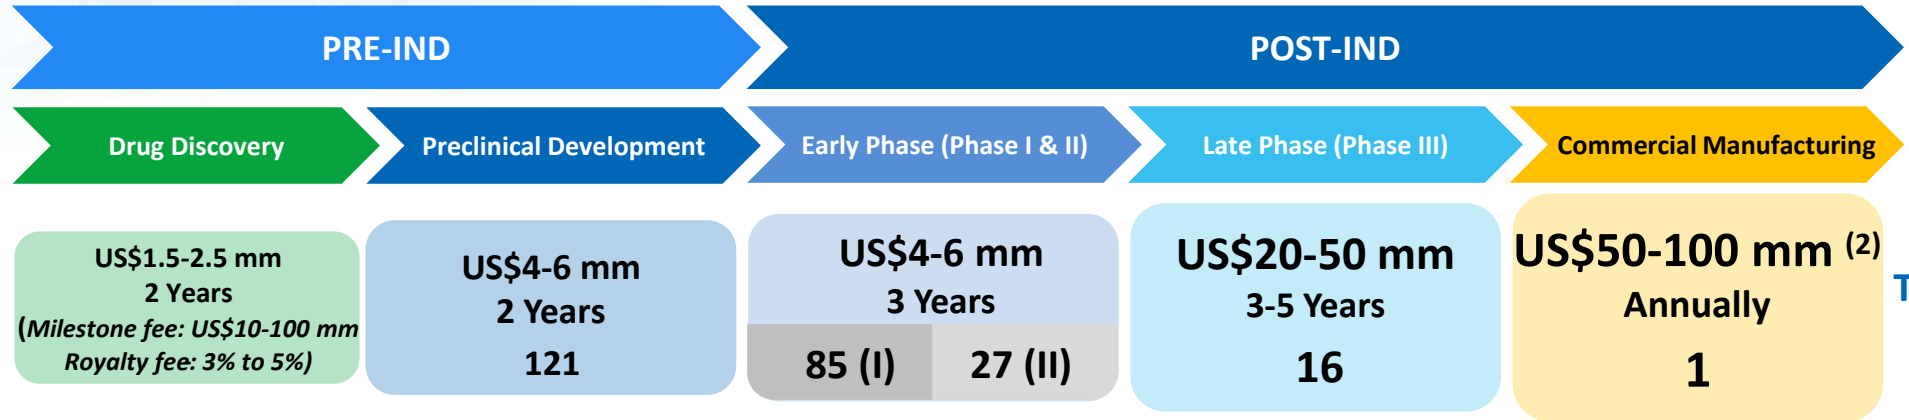 PRE-IND
POST-IND
Drug Discovery
Preclinical Development
Early Phase (Phase I & II)
Late Phase (Phase III)
Commercial Manufacturing
US$1.5-2.5 mm
2 Years
(Milestone fee: US$10-100 mm
Royalty fee: 3% to 5%)
US$4-6 mm
2 Years
121
US$4-6 mm
3 Years
85 (I)
27 (II)
US$20-50 mm
3-5 Years
16
US$50-100 mm (2)
Annually
1
T